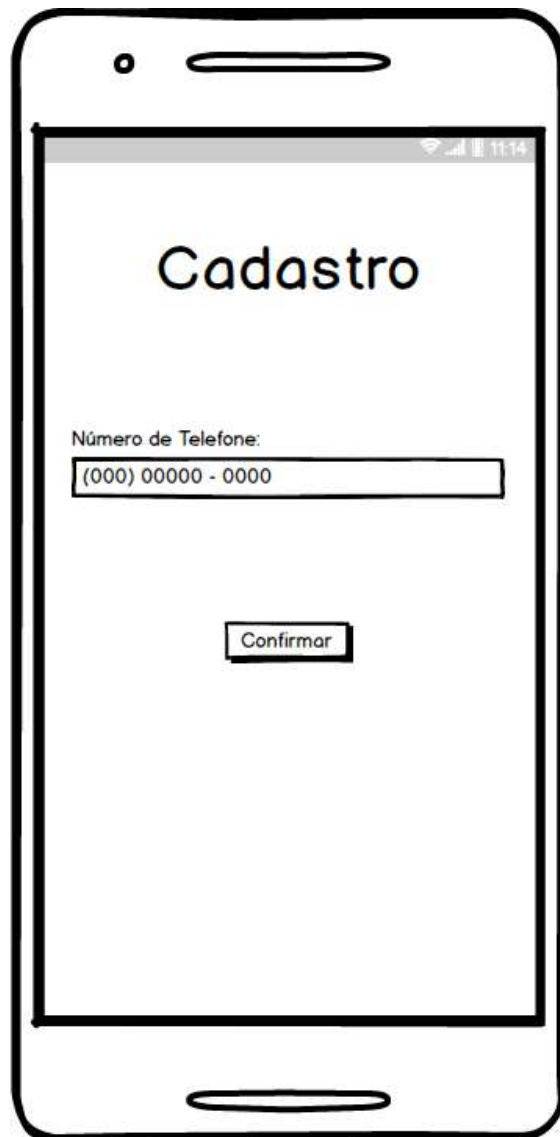 11:14
Cadastro
Número de Telefone:
(000) 00000 - 0000
Confirmar